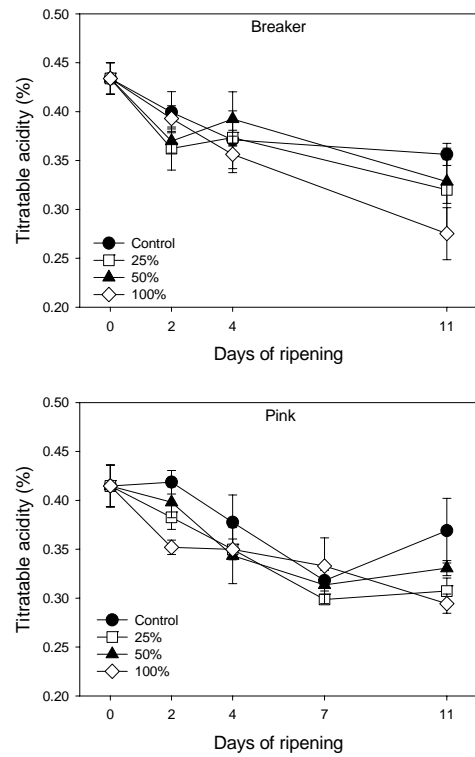 Breaker
Titratable acidity (%)
0.50
0.45
0.40
0.35
0.30
0.25
0.20
Control
25%
50%
100%
0 2 4 11
Days of ripening
Pink
Titratable acidity (%)
0.50
0.45
0.40
0.35
0.30
0.25
0.20
Control
25%
50%
100%
0 2 4 7 11
Days of ripening